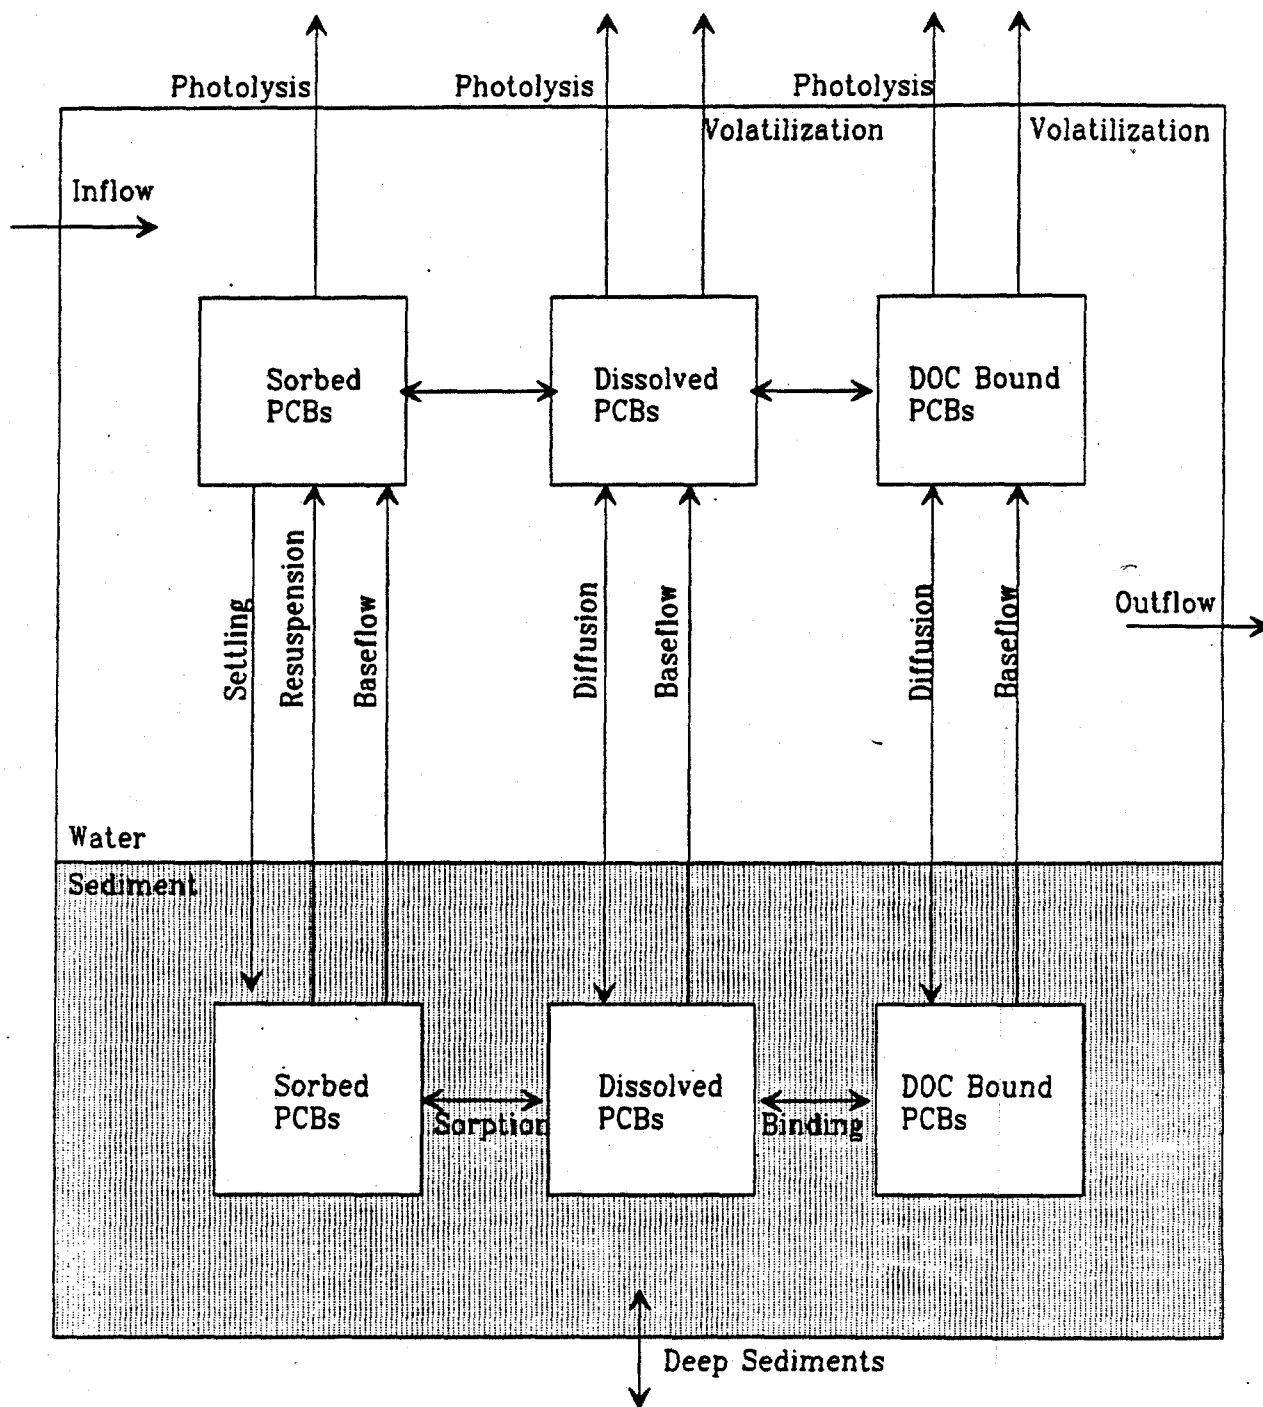 Photolysis
Photolysis
Photolysis
Volatilization
Volatilization
Inflow
Sorbed
PCBs
Dissolved
PCBs
DOC Bound
PCBs
Settling
Resuspension
Baseflow
Diffusion
Baseflow
Diffusion
Baseflow
Outflow
Water
Sediment
Sorbed
PCBs
Dissolved
PCBs
DOC Bound
PCBs
Sorption
Binding
Deep Sediments